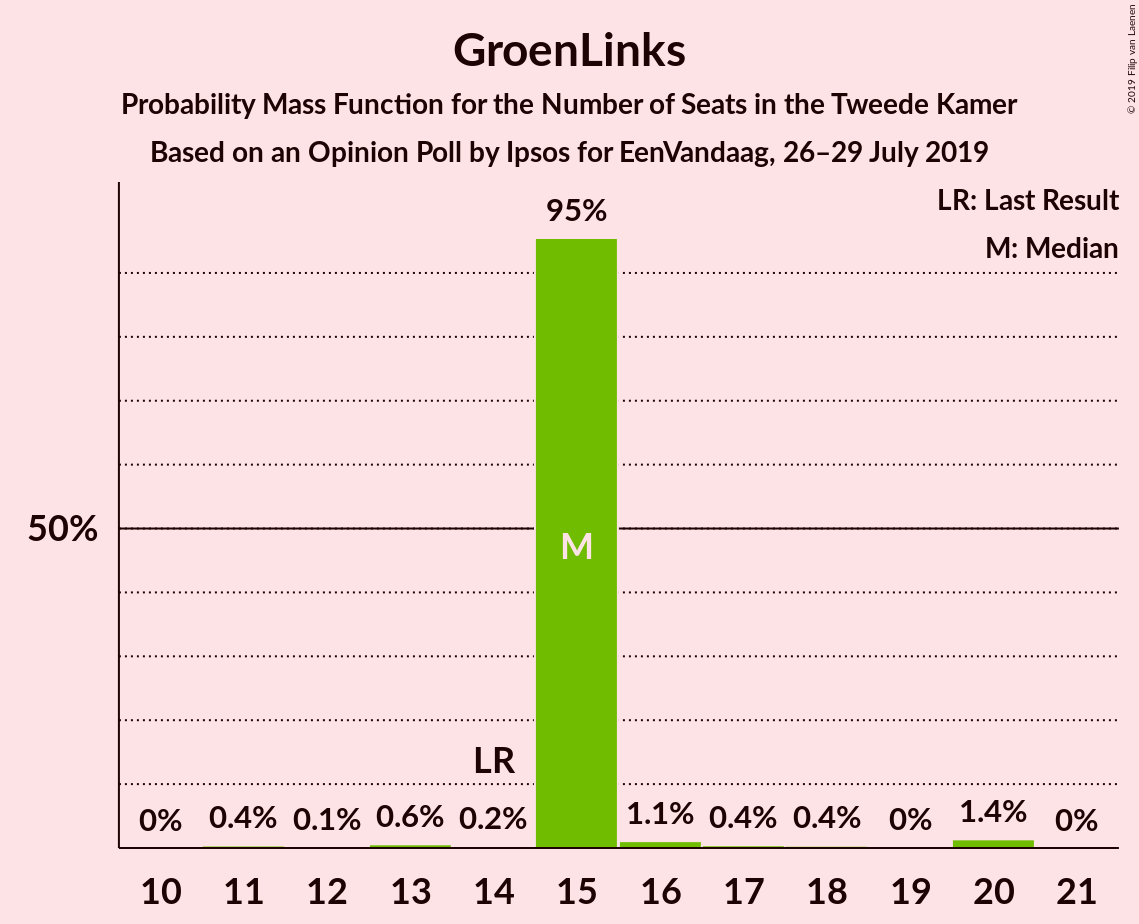 GroenLinks
Probability Mass Function for the Number of Seats in the Tweede Kamer
Based on an Opinion Poll by Ipsos for EenVandaag, 26–29 July 2019
© 2019 Filip van Laenen
LR: Last Result
M: Median
95%
50%
M
LR
0%
0.4%
0.1%
0.6%
0.2%
1.1%
0.4%
0.4%
0%
1.4%
0%
10 11 12 13 14 15 16 17 18 19 20 21